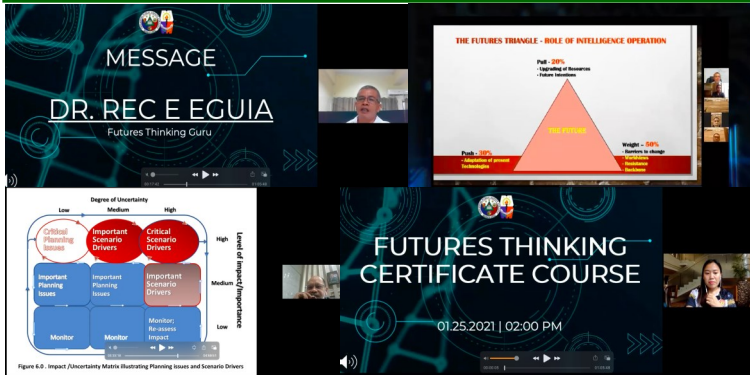 MESSAGE
DR. REC E EGUIA
Futures Thinking Guru
THE FUTURES TRIANGLE - ROLE OF INTELLIGENCE OPERATION
Pull - 20%
- Upgrading of Resources
- Future Intentions
THE FUTURE
Push - 30%
- Adaptation of present
Technologies
Weight - 50%
- Barriers to change
- Worldviews
- Resistance
- Doctrines
Degree of Uncertainty
Low
Medium
High
Critical
Planning
Issues
Important
Scenario
Drivers
Critical
Scenario
Drivers
High
Important
Planning
Issues
Important
Planning
Issues
Important
Scenario
Drivers
Medium
Monitor
Monitor
Monitor;
Re-assess
Impact
Low
Level of impact/Importance
Figure 6.0 . Impact /Uncertainty Matrix illustrating Planning issues and Scenario Drivers
FUTURES THINKING
CERTIFICATE COURSE
01.25.2021 | 02:00 PM